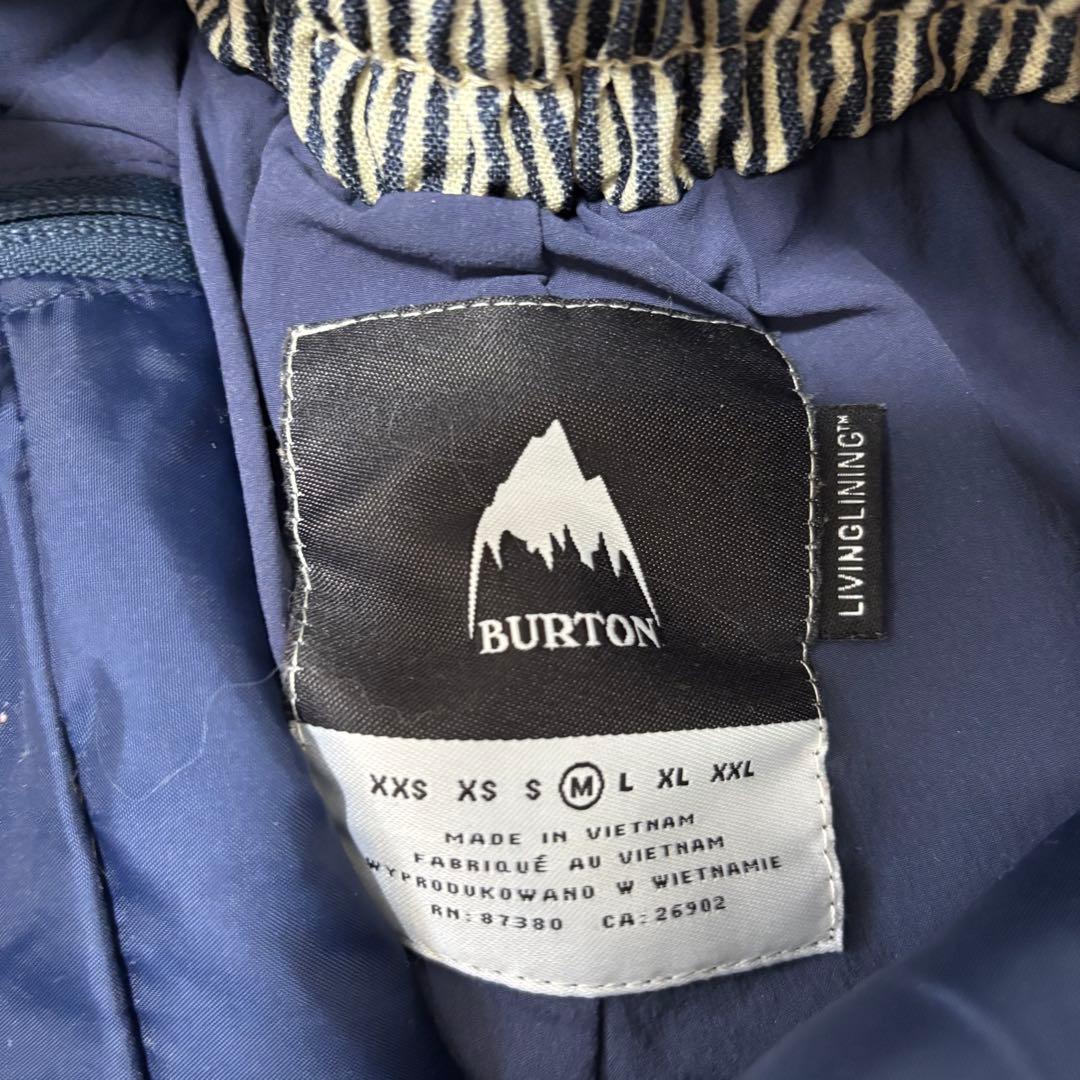 BURTON
LIVINGLINING™
XXS XS S M L XL XXL
MADE IN VIETNAM
FABRIQUÉ AU VIETNAM
WYPRODUKOWANO W WIETNAMIE
RN: 87380 CA: 26902